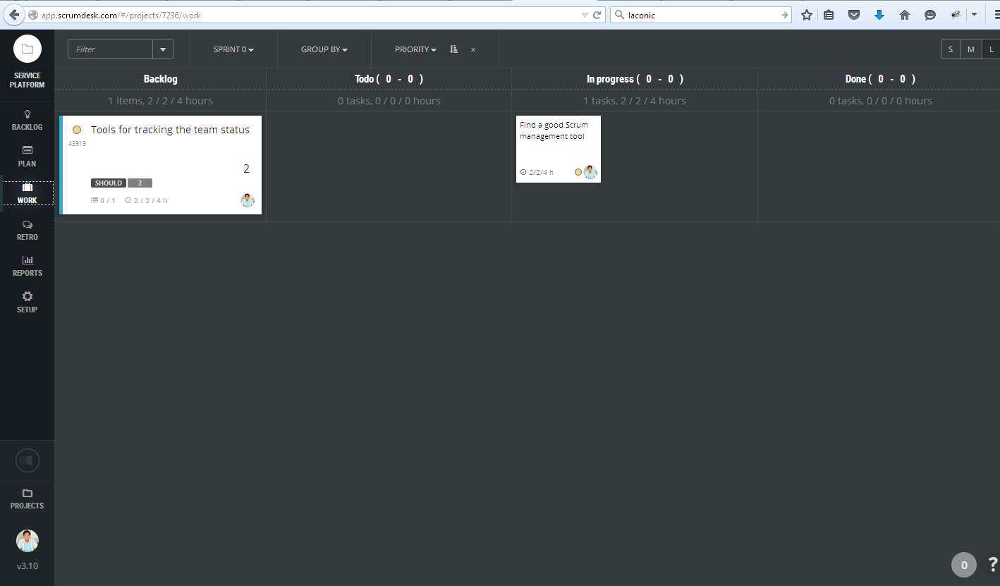 app.scrumdesk.com/#/projects/7236/work
laconic
SERVICE
PLATFORM
Filter
SPRINT 0
GROUP BY
PRIORITY
×
S M L
BACKLOG
PLAN
WORK
RETRO
REPORTS
SETUP
PROJECTS
v3.10
Backlog
Todo ( 0 - 0 )
In progress ( 0 - 0 )
Done ( 0 - 0 )
1 items, 2 / 2 / 4 hours
0 tasks, 0 / 0 / 0 hours
1 tasks, 2 / 2 / 4 hours
0 tasks, 0 / 0 / 0 hours
Tools for tracking the team status
43919
2
SHOULD 2
0 / 1 2 / 2 / 4 h
Find a good Scrum
management tool
2/2/4 h
0 ?